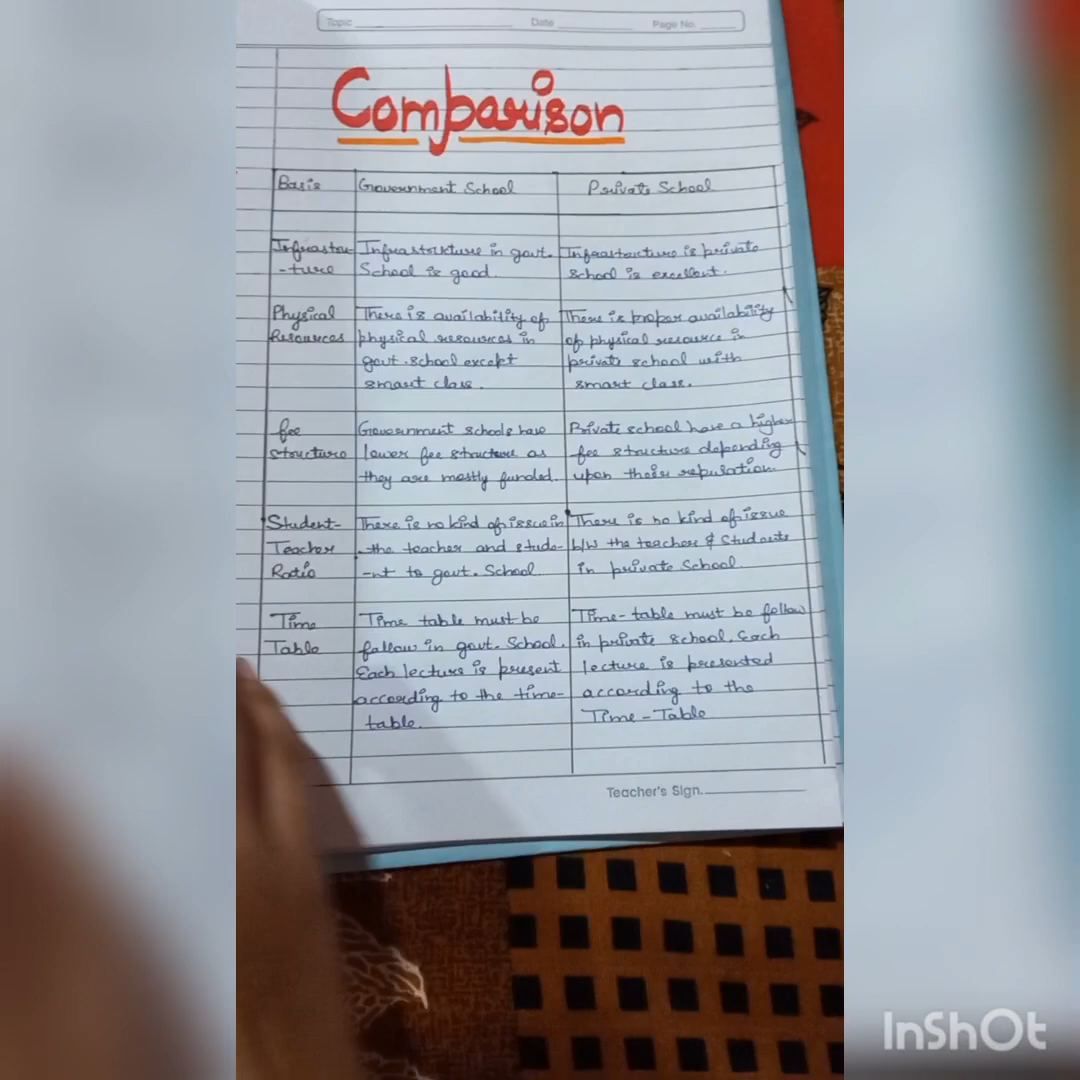 Topic Date Page No.
Comparison
Basis Government School Private School
Infrastruc Infrastructure in govt. Infrastructure is private
-ture School is good. school is excellent.
Physical There is availability of There is proper availability
Resources physical resources in of physical resource in
govt. school except private school with
smart class. smart class.
fee Government schools have Private school have a higher
structure lower fee structure as fee structure depending
they are mostly funded. upon their reputation.
Student- There is no kind of issue in There is no kind of issue
Teacher the teacher and stude- b/w the teacher & students
Ratio -nt to govt. School. in private School.
Time Time table must be Time-table must be follow
Table follow in govt. School. in private school. Each
Each lecture is present lecture is presented
according to the time- according to the
table. Time-Table
Teacher's Sign.
InShOt